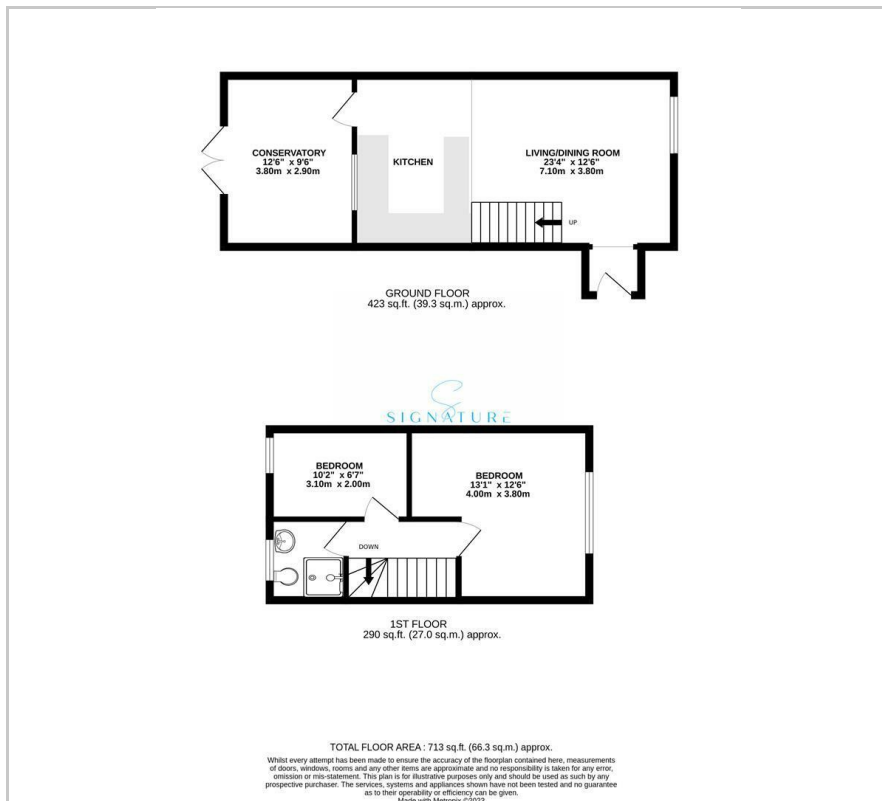 CONSERVATORY
12'6" x 9'6"
3.80m x 2.90m
KITCHEN
LIVING/DINING ROOM
23'4" x 12'6"
7.10m x 3.80m
UP
GROUND FLOOR
423 sq.ft. (39.3 sq.m.) approx.
SIGNATURE
BEDROOM
10'2" x 6'7"
3.10m x 2.00m
BEDROOM
13'1" x 12'6"
4.00m x 3.80m
DOWN
1ST FLOOR
290 sq.ft. (27.0 sq.m.) approx.
TOTAL FLOOR AREA : 713 sq.ft. (66.3 sq.m.) approx.
Whilst every attempt has been made to ensure the accuracy of the floorplan contained here, measurements
of doors, windows, rooms and any other items are approximate and no responsibility is taken for any error,
omission or mis-statement. This plan is for illustrative purposes only and should be used as such by any
prospective purchaser. The services, systems and appliances shown have not been tested and no guarantee
as to their operability or efficiency can be given.
Made with Metropix ©2023